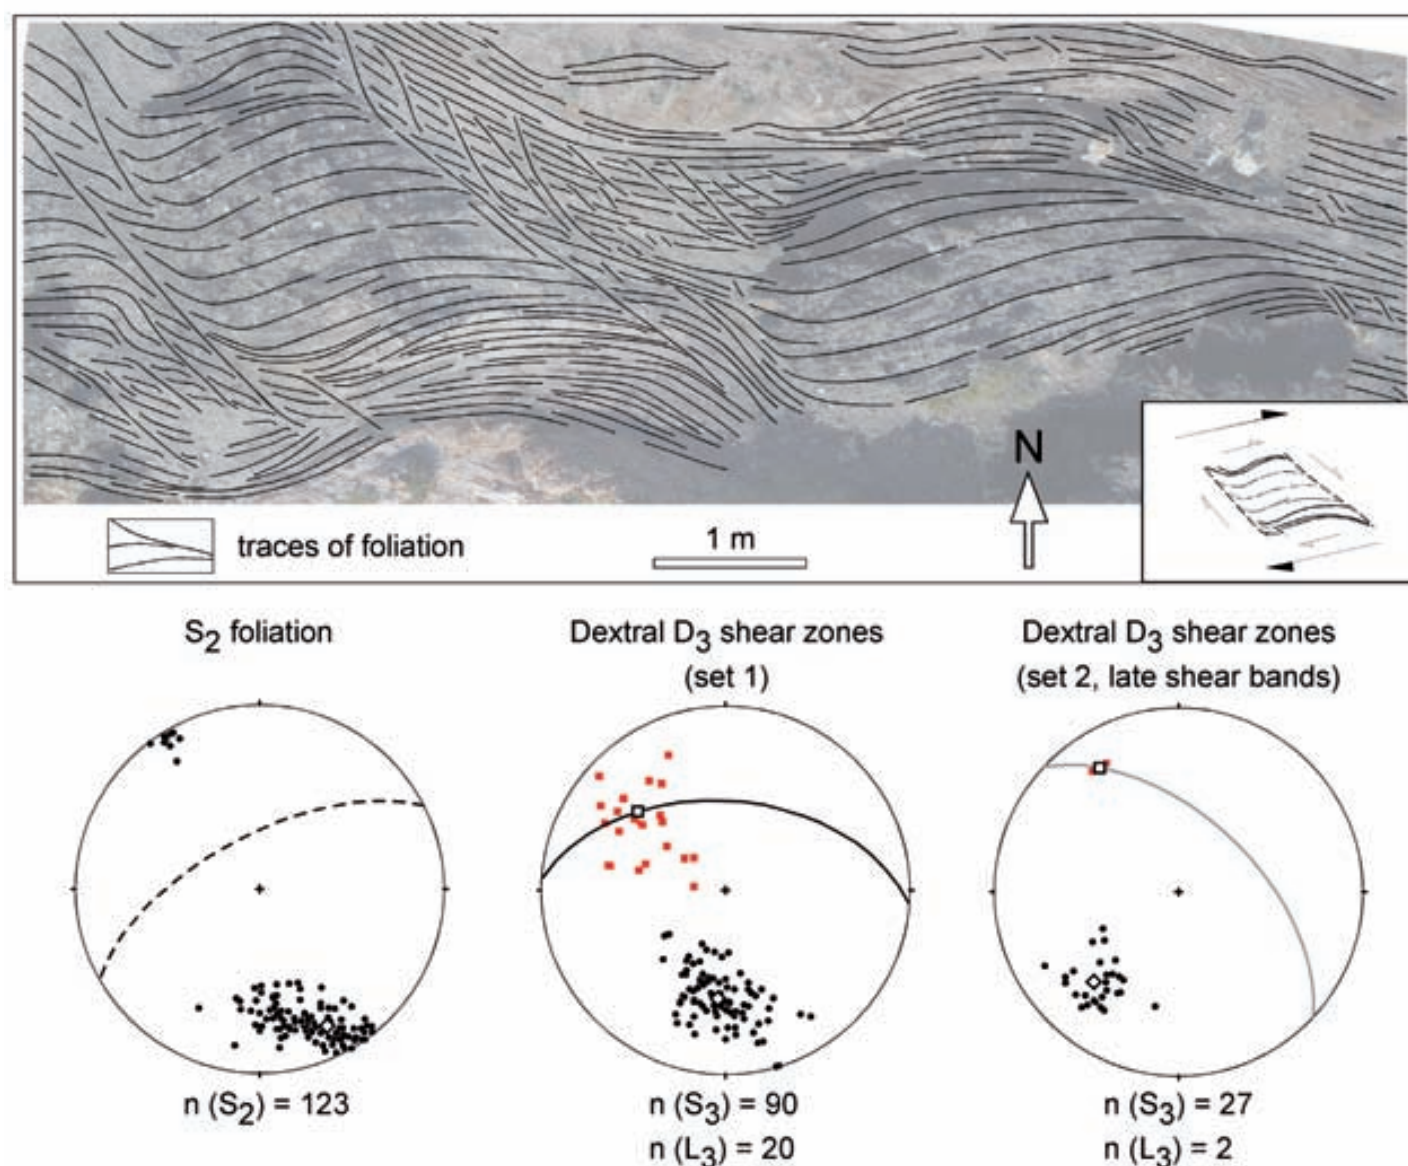 N
traces of foliation
1 m
S2 foliation
Dextral D3 shear zones
(set 1)
Dextral D3 shear zones
(set 2, late shear bands)
n (S2) = 123
n (S3) = 90
n (L3) = 20
n (S3) = 27
n (L3) = 2